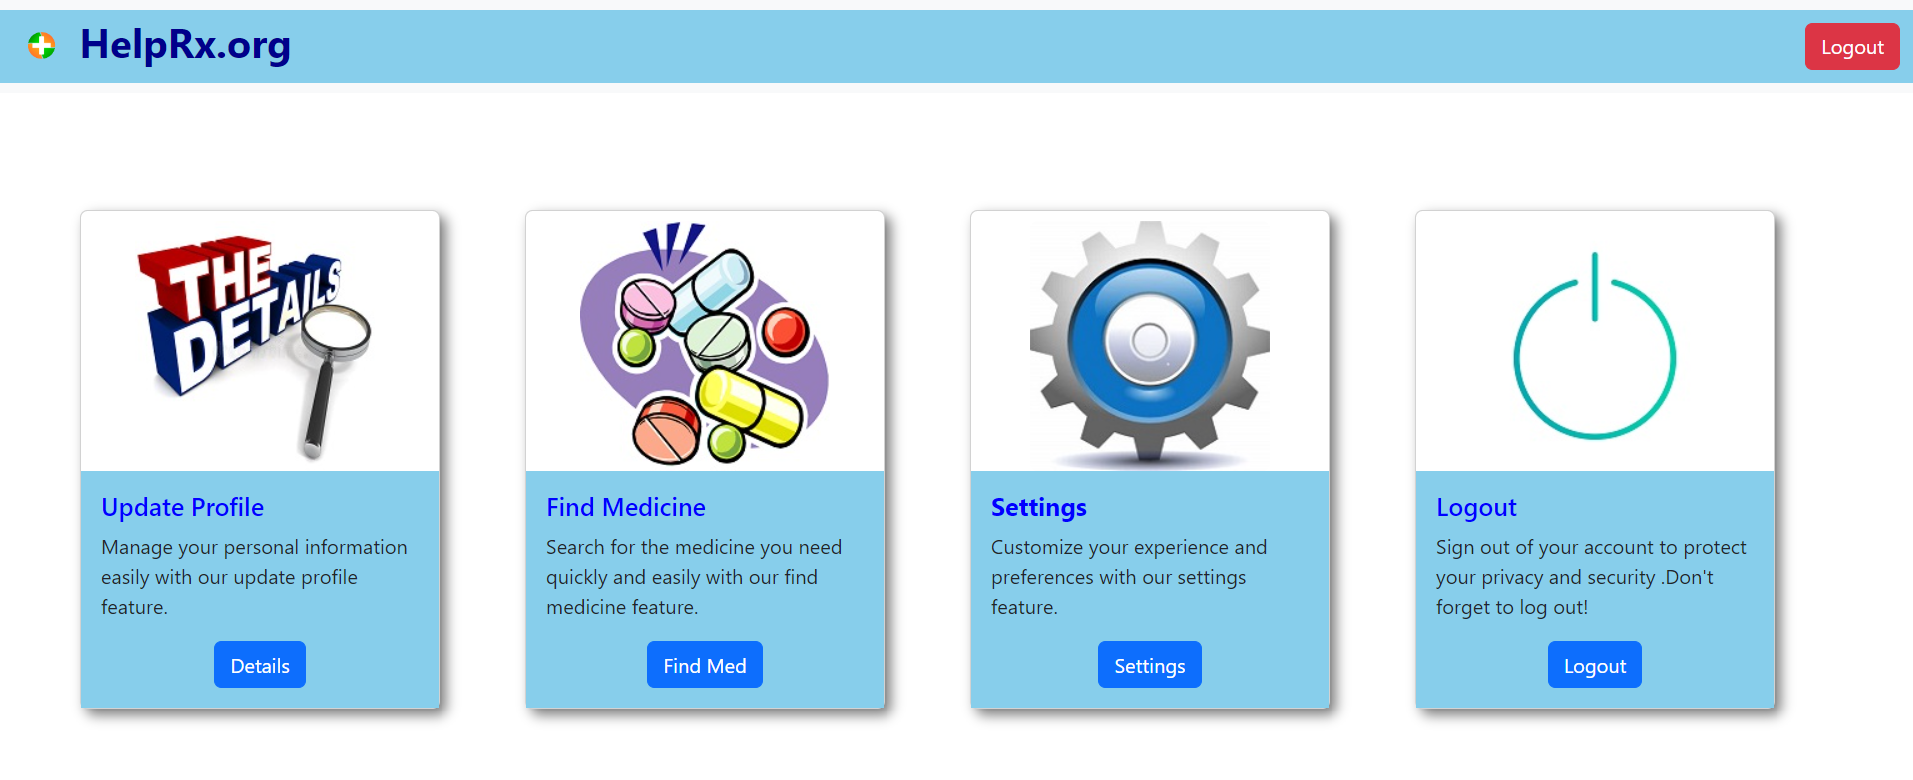 HelpRx.org
Logout
THE
DETAILS
Update Profile
Manage your personal information
easily with our update profile
feature.
Details
Find Medicine
Search for the medicine you need
quickly and easily with our find
medicine feature.
Find Med
Settings
Customize your experience and
preferences with our settings
feature.
Settings
Logout
Sign out of your account to protect
your privacy and security .Don't
forget to log out!
Logout